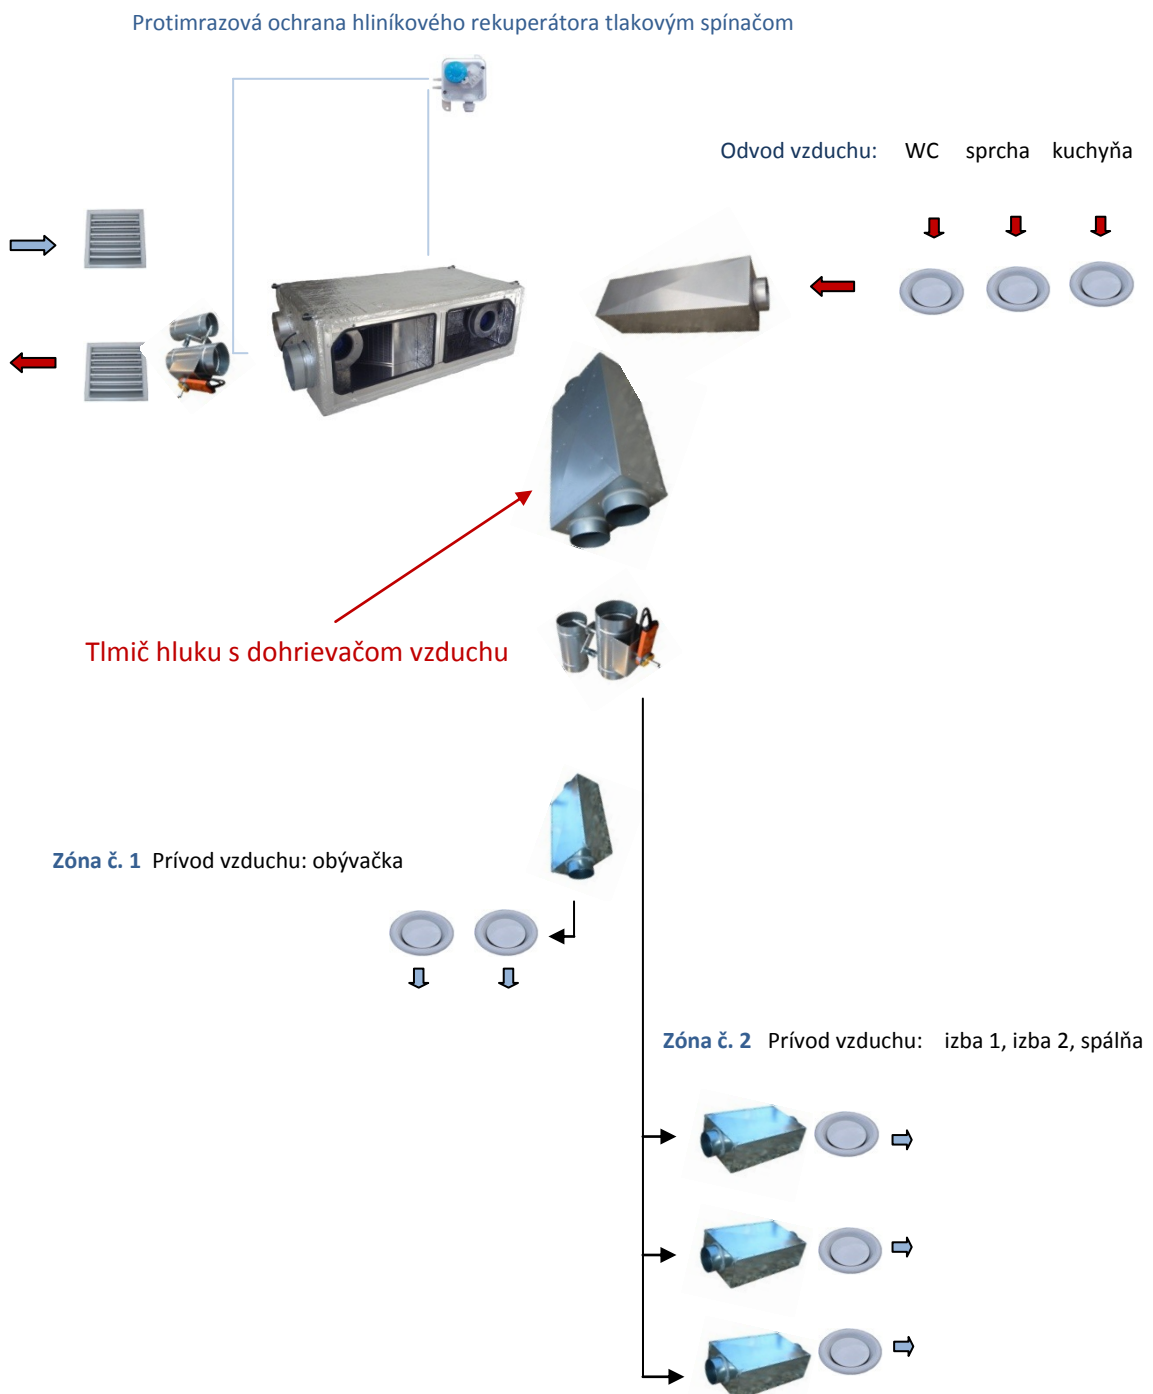 Protimrazová ochrana hliníkového rekuperátora tlakovým spínačom
Odvod vzduchu: WC sprcha kuchyňa
Tlmič hluku s dohrievačom vzduchu
Zóna č. 1 Prívod vzduchu: obývačka
Zóna č. 2 Prívod vzduchu: izba 1, izba 2, spálňa